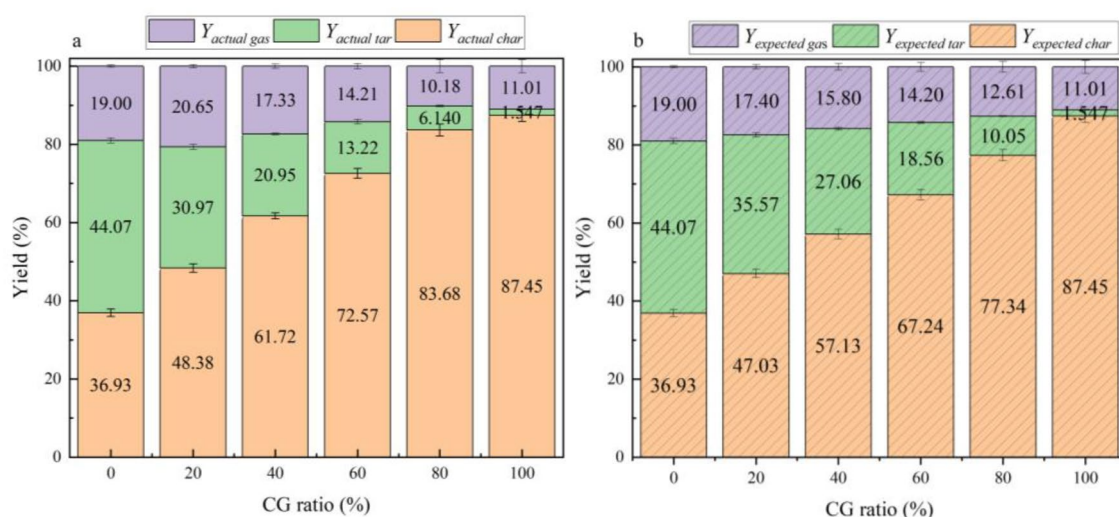 a
Y actual gas Y actual tar Y actual char
100
80
60
40
20
0
Yield (%)
19.00 20.65 17.33 14.21 10.18 11.01
44.07 30.97 20.95 13.22 6.140 1.547
36.93 48.38 61.72 72.57 83.68 87.45
0 20 40 60 80 100
CG ratio (%)
b
Y expected gas Y expected tar Y expected char
100
80
60
40
20
0
Yield (%)
19.00 17.40 15.80 14.20 12.61 11.01
44.07 35.57 27.06 18.56 10.05 1.547
36.93 47.03 57.13 67.24 77.34 87.45
0 20 40 60 80 100
CG ratio (%)